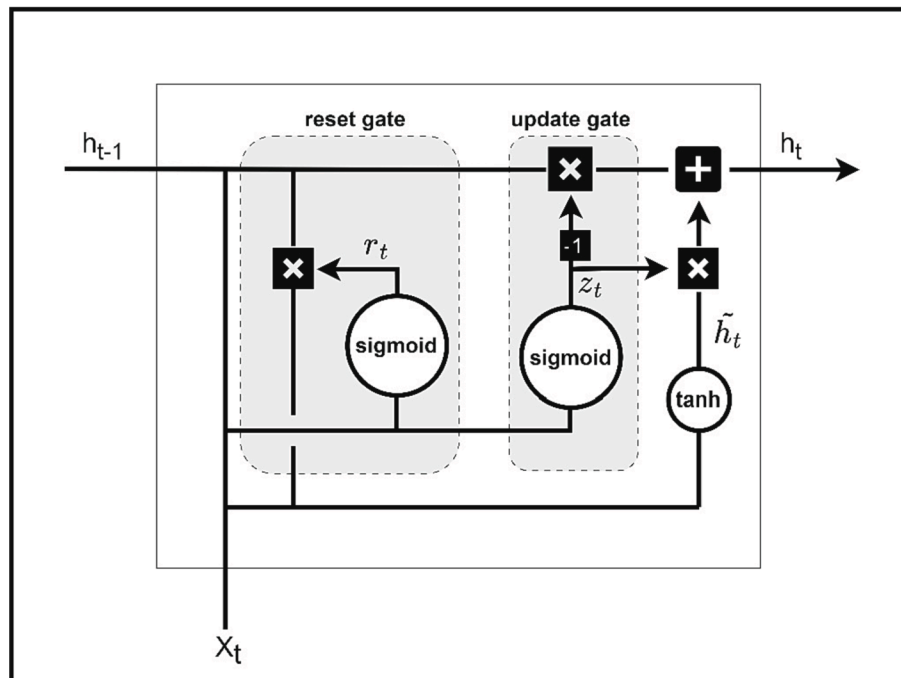 reset gate
update gate
h_{t-1}
×
+
h_t
-1
r_t
×
z_t
×
sigmoid
sigmoid
h̃_t
tanh
X_t